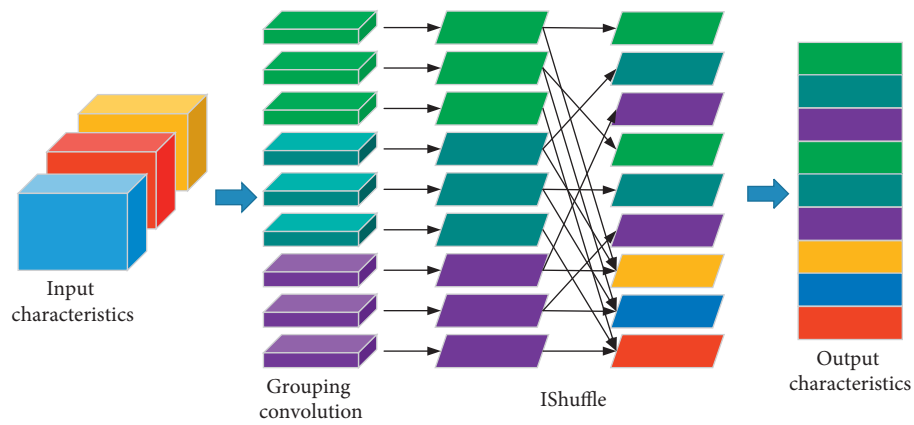 Input
characteristics
Grouping
convolution
IShuffle
Output
characteristics